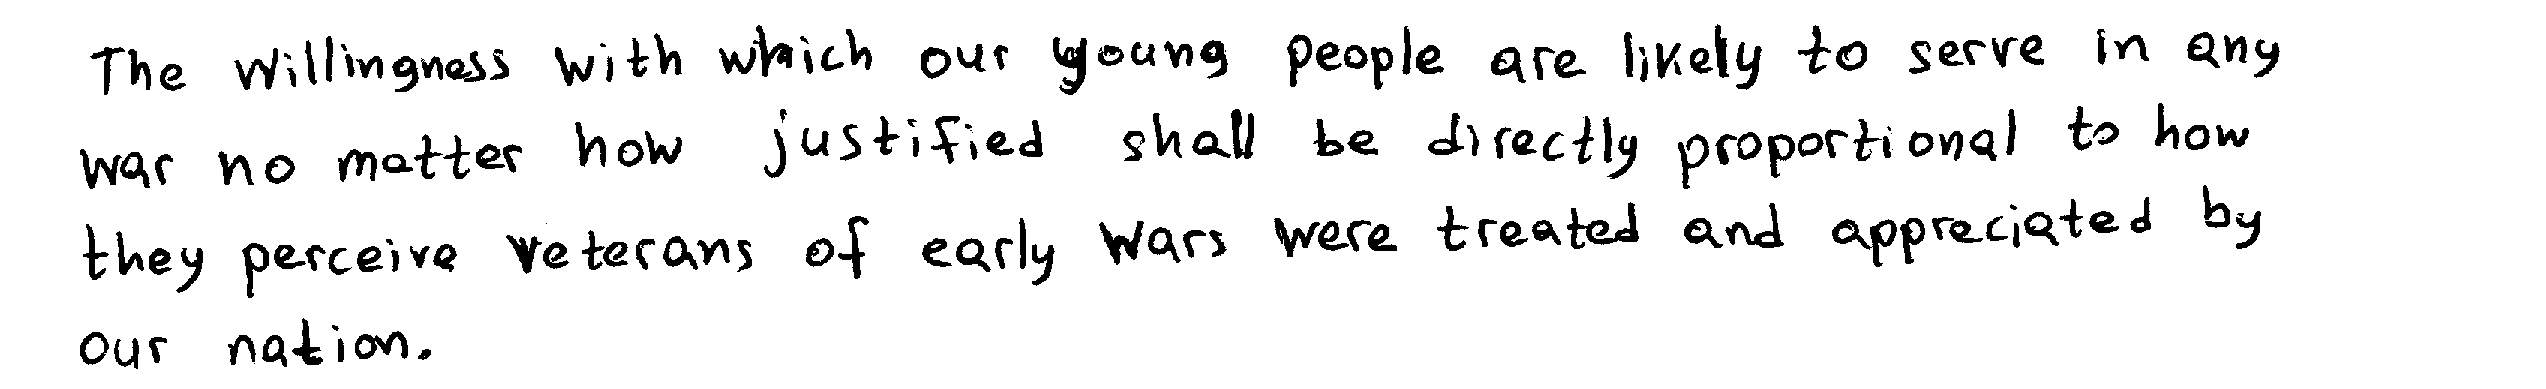 The willingness with which our young people are likely to serve in any
war no matter how justified shall be directly proportional to how
they perceive veterans of early wars were treated and appreciated by
our nation.